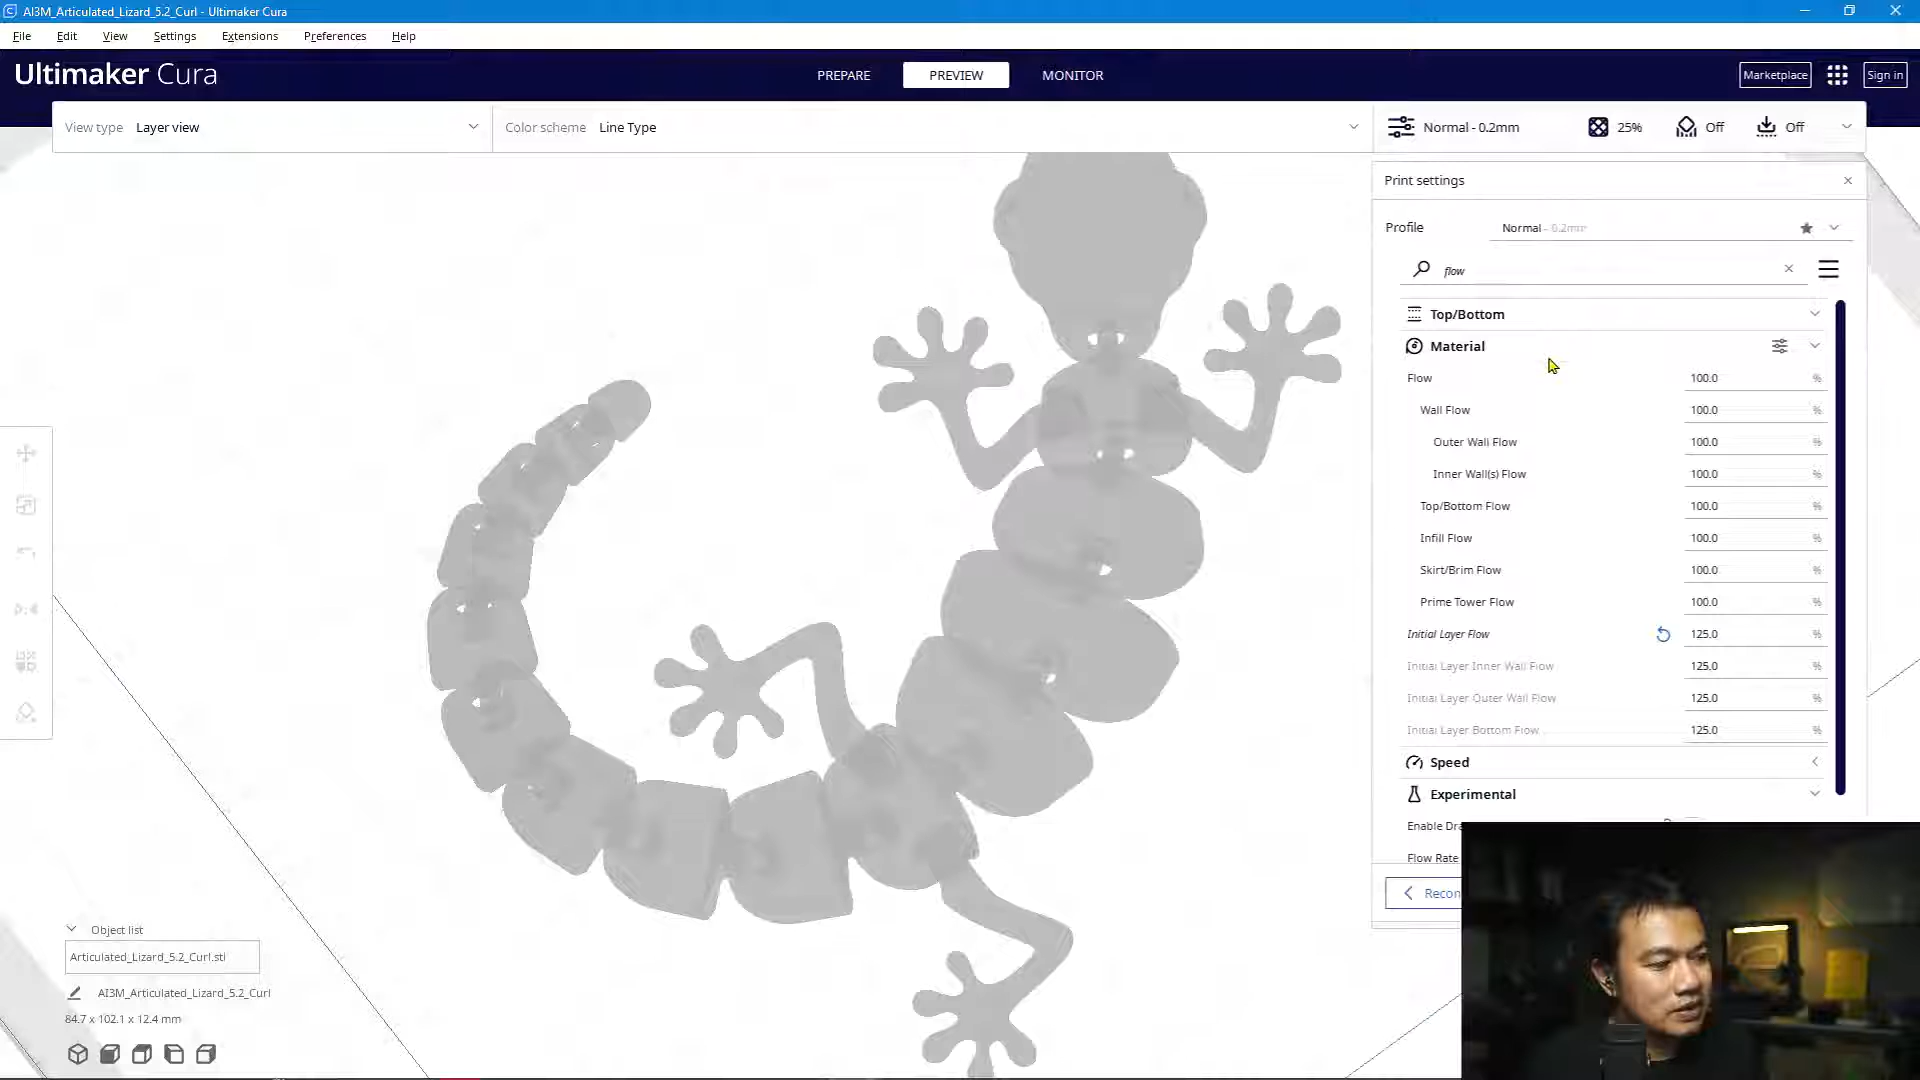 AI3M_Articulated_Lizard_5.2_Curl - Ultimaker Cura
File Edit View Settings Extensions Preferences Help
Ultimaker Cura
PREPARE PREVIEW MONITOR
Marketplace Sign in
View type Layer view
Color scheme Line Type
Normal - 0.2mm 25% Off Off
Print settings
Profile Normal - 0.2mm
flow
Top/Bottom
Material
Flow 100.0 %
Wall Flow 100.0 %
Outer Wall Flow 100.0 %
Inner Wall(s) Flow 100.0 %
Top/Bottom Flow 100.0 %
Infill Flow 100.0 %
Skirt/Brim Flow 100.0 %
Prime Tower Flow 100.0 %
Initial Layer Flow 125.0 %
Initial Layer Inner Wall Flow 125.0 %
Initial Layer Outer Wall Flow 125.0 %
Initial Layer Bottom Flow 125.0 %
Speed
Experimental
Enable Dra
Flow Rate
Recon
Object list
Articulated_Lizard_5.2_Curl.stl
AI3M_Articulated_Lizard_5.2_Curl
84.7 x 102.1 x 12.4 mm